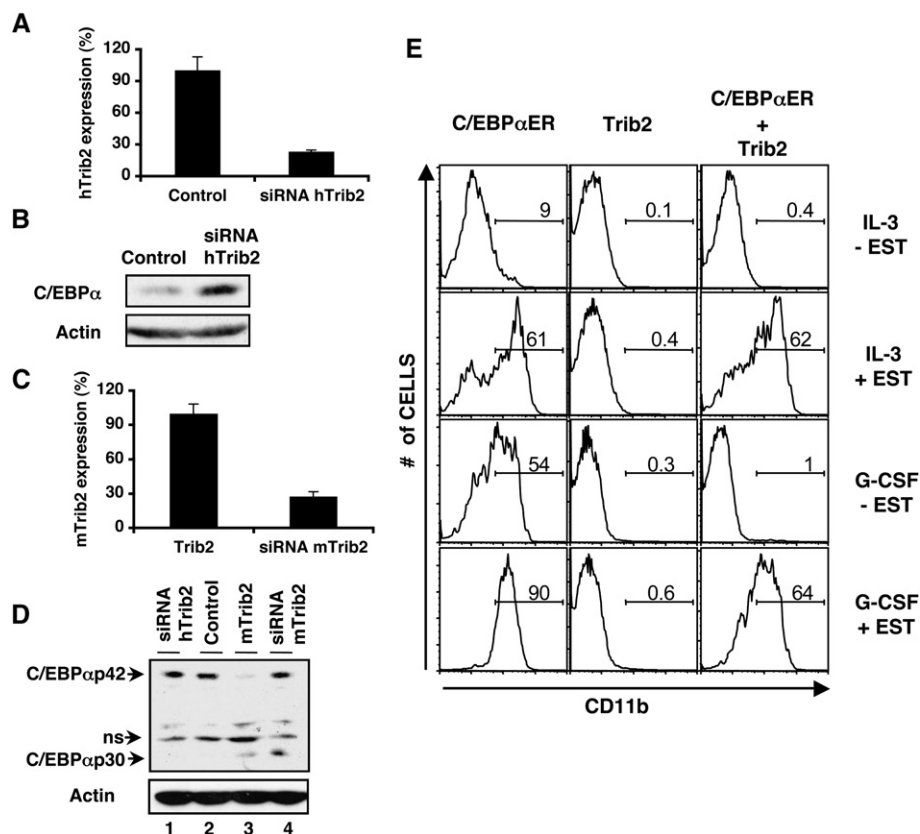 A
hTrib2 expression (%)
120
90
60
30
0
Control
siRNA hTrib2
B
Control
siRNA
hTrib2
C/EBPα
Actin
C
mTrib2 expression (%)
120
90
60
30
0
Trib2
siRNA mTrib2
D
siRNA
hTrib2
Control
mTrib2
siRNA
mTrib2
C/EBPαp42
ns
C/EBPαp30
Actin
1 2 3 4
E
C/EBPαER
Trib2
C/EBPαER
+
Trib2
# of CELLS
9 0.1 0.4
IL-3
- EST
61 0.4 62
IL-3
+ EST
54 0.3 1
G-CSF
- EST
90 0.6 64
G-CSF
+ EST
CD11b